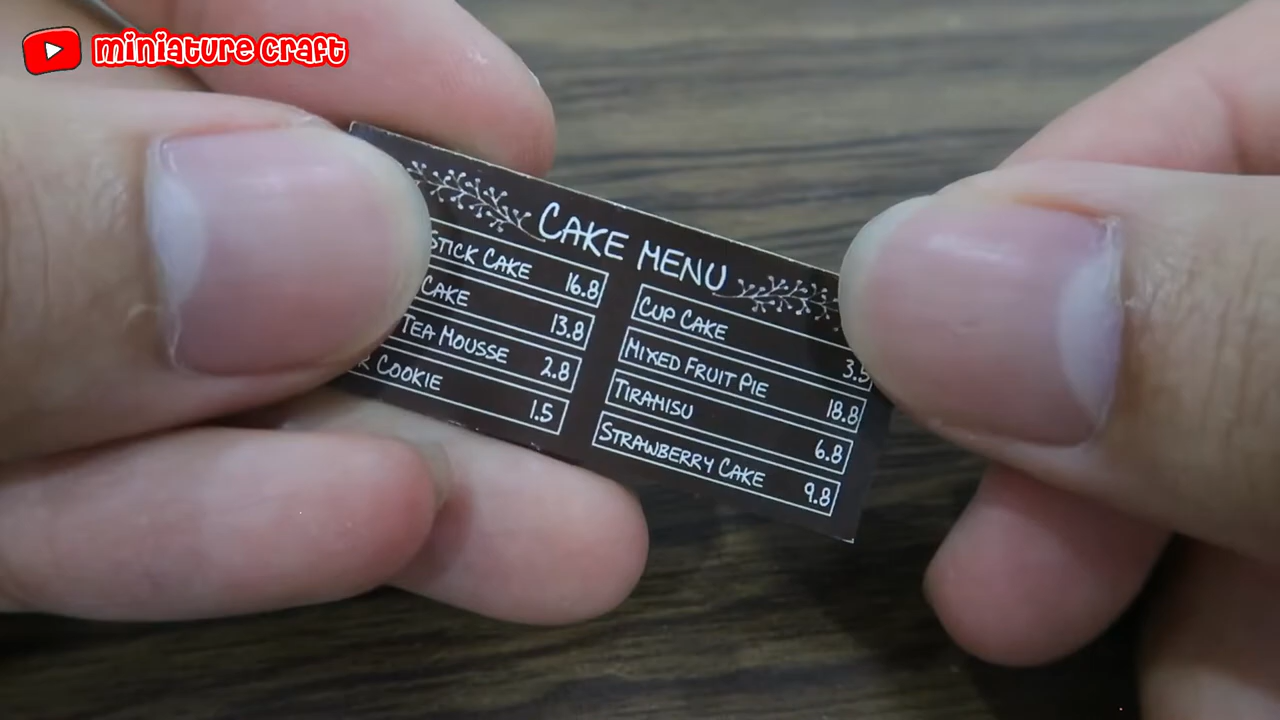 miniature craft
CAKE MENU
STICK CAKE 16.8
CAKE 13.8
TEA MOUSSE 2.8
COOKIE 1.5
CUP CAKE 3.5
MIXED FRUIT PIE 18.8
TIRAMISU 6.8
STRAWBERRY CAKE 9.8